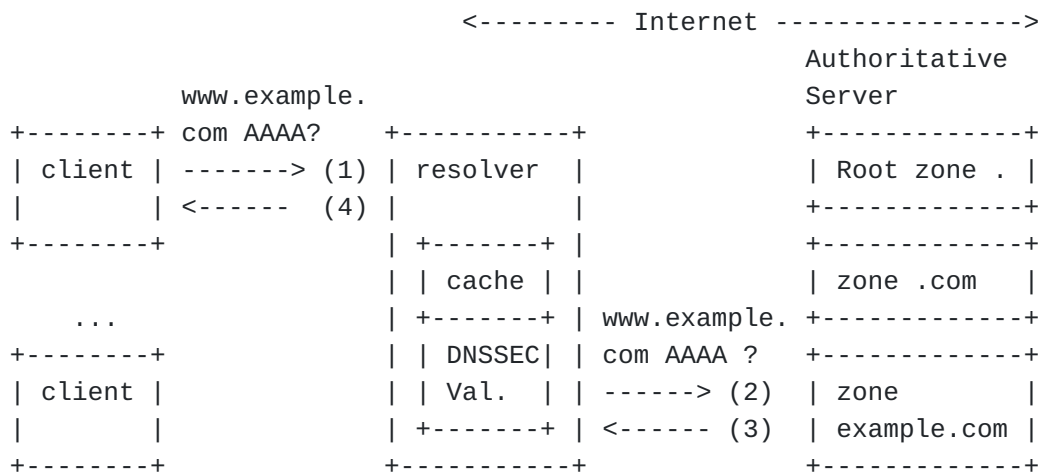 <--------- Internet --------------->
Authoritative
www.example.                         Server
+--------+ com AAAA?   +-----------+             +-------------+
| client | -------> (1) | resolver  |             | Root zone . |
|        | <------  (4) |           |             +-------------+
+--------+              | +-------+ |             +-------------+
                        | | cache | |             | zone .com   |
   ...                  | +-------+ | www.example. +-------------+
+--------+              | | DNSSEC| | com AAAA ?  +-------------+
| client |              | | Val.  | | ------> (2) | zone        |
|        |              | +-------+ | <------ (3) | example.com |
+--------+              +-----------+             +-------------+